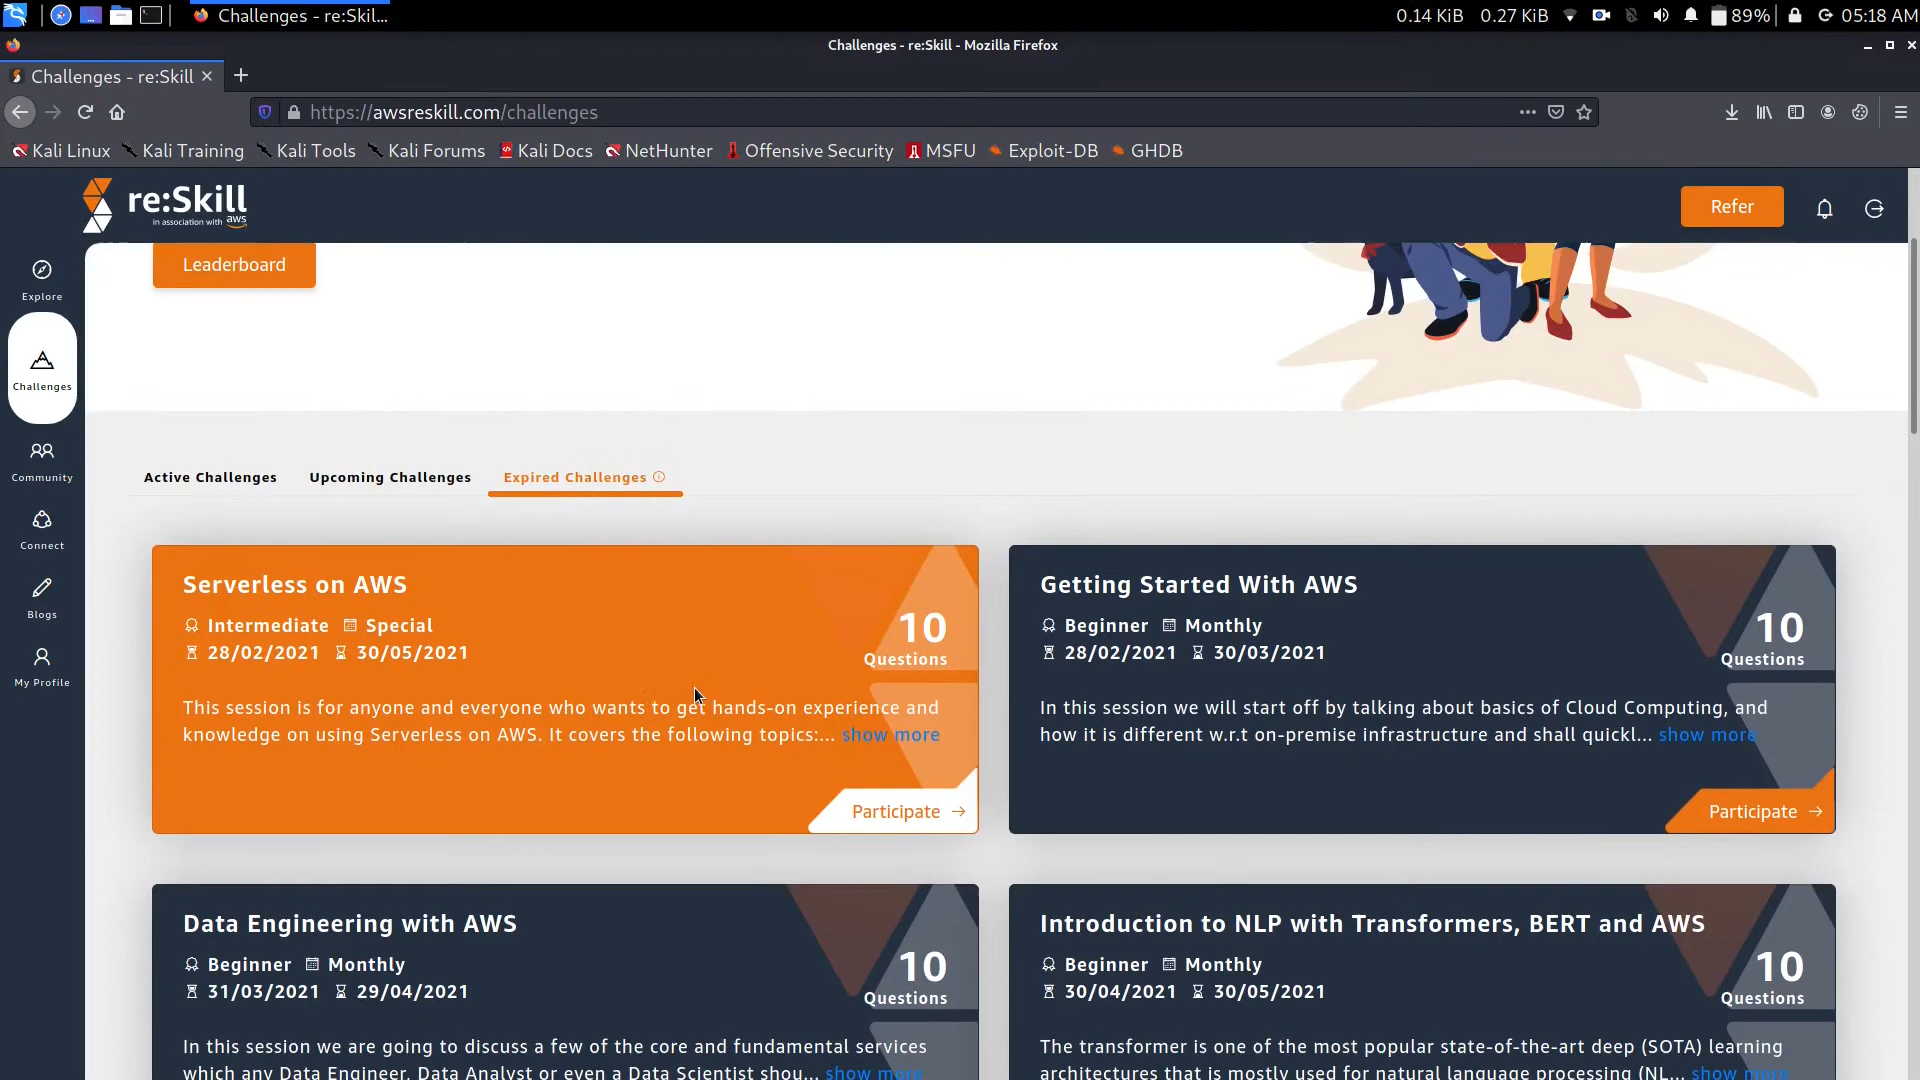 Challenges - re:Skil...
0.14 KiB 0.27 KiB 89% 05:18 AM
Challenges - re:Skill - Mozilla Firefox
Challenges - re:Skill
https://awsreskill.com/challenges
Kali Linux Kali Training Kali Tools Kali Forums Kali Docs NetHunter Offensive Security MSFU Exploit-DB GHDB
re:Skill
in association with aws
Refer
Explore
Challenges
Community
Connect
Blogs
My Profile
Leaderboard
Active Challenges Upcoming Challenges Expired Challenges
Serverless on AWS
Intermediate Special
28/02/2021 30/05/2021
10
Questions
This session is for anyone and everyone who wants to get hands-on experience and
knowledge on using Serverless on AWS. It covers the following topics:... show more
Participate →
Getting Started With AWS
Beginner Monthly
28/02/2021 30/03/2021
10
Questions
In this session we will start off by talking about basics of Cloud Computing, and
how it is different w.r.t on-premise infrastructure and shall quickl... show more
Participate →
Data Engineering with AWS
Beginner Monthly
31/03/2021 29/04/2021
10
Questions
In this session we are going to discuss a few of the core and fundamental services
which any Data Engineer, Data Analyst or even a Data Scientist shou... show more
Introduction to NLP with Transformers, BERT and AWS
Beginner Monthly
30/04/2021 30/05/2021
10
Questions
The transformer is one of the most popular state-of-the-art deep (SOTA) learning
architectures that is mostly used for natural language processing (NL... show more